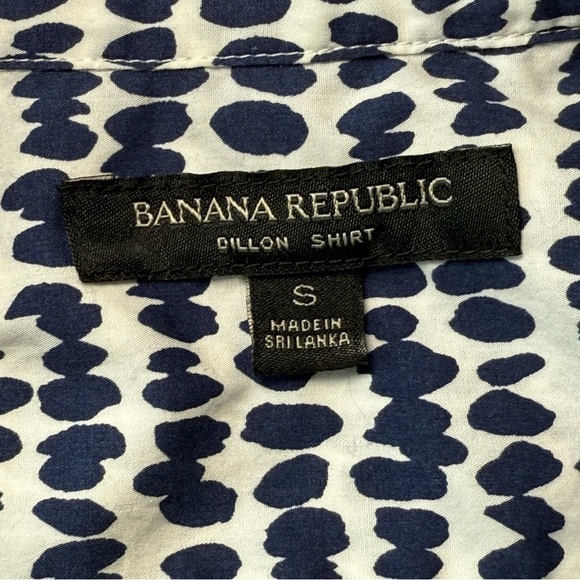 BANANA REPUBLIC
DILLON SHIRT
S
MADE IN
SRI LANKA